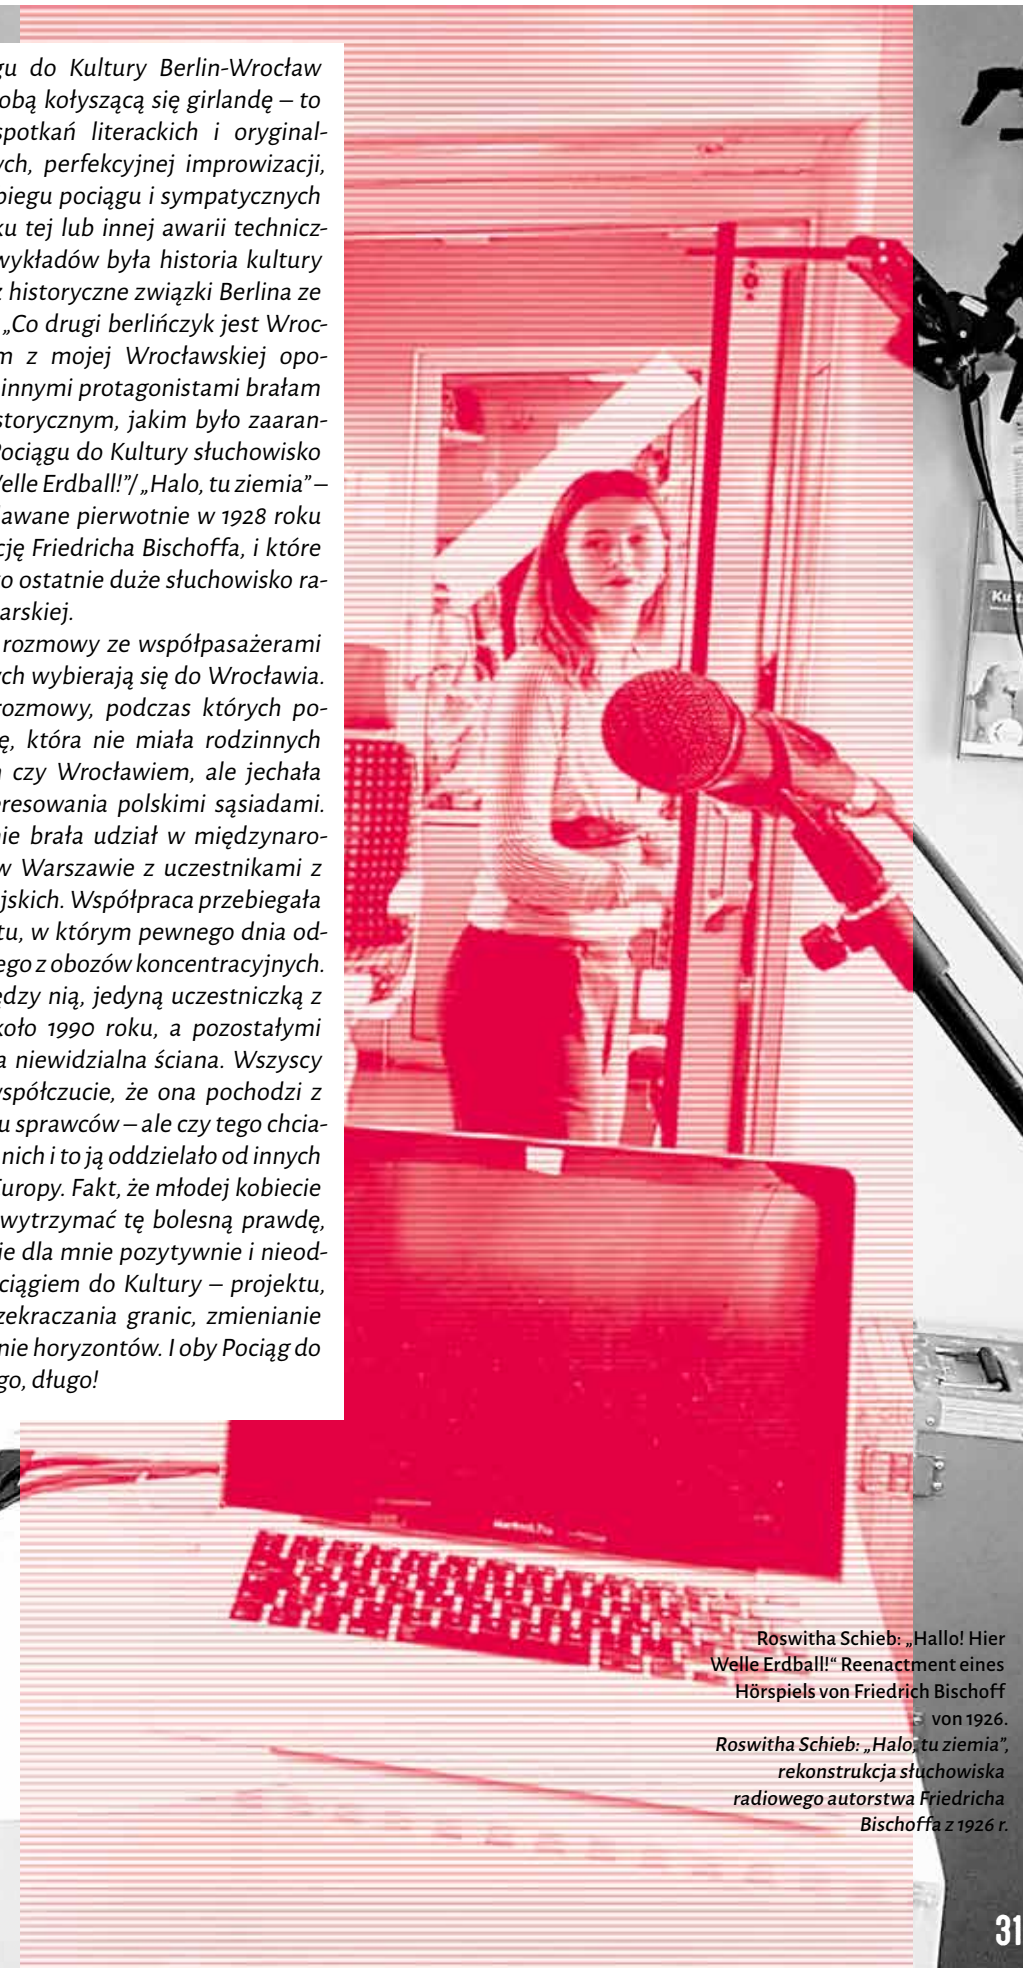 gu do Kultury Berlin-Wrocław
obą kołyszącą się girlandę – to
spotkań literackich i oryginal-
ych, perfekcyjnej improwizacji,
biegu pociągu i sympatycznych
ku tej lub innej awarii technicz-
wykładów była historia kultury
z historyczne związki Berlina ze
„Co drugi berlińczyk jest Wroc-
m z mojej Wrocławskiej opo-
innymi protagonistami brałam
storycznym, jakim było zaaran-
Pociągu do Kultury słuchowisko
Welle Erdball!”/ „Halo, tu ziemia” –
awane pierwotnie w 1928 roku
cję Friedricha Bischoffa, i które
o ostatnie duże słuchowisko ra-
arskiej.
rozmowy ze współpasażerami
ych wybierają się do Wrocławia.
rozmowy, podczas których po-
ę, która nie miała rodzinnych
n czy Wrocławiem, ale jechała
eresowania polskimi sąsiadami.
nie brała udział w międzynaro-
w Warszawie z uczestnikami z
jskich. Współpraca przebiegała
tu, w którym pewnego dnia od-
ego z obozów koncentracyjnych.
ędzy nią, jedyną uczestniczką z
koło 1990 roku, a pozostałymi
a niewidzialna ściana. Wszyscy
współczucie, że ona pochodzi z
u sprawców – ale czy tego chcia-
nich i to ją oddzielało od innych
Europy. Fakt, że młodej kobiecie
wytrzymać tę bolesną prawdę,
ie dla mnie pozytywnie i nieod-
ciągiem do Kultury – projektu,
zekraczania granic, zmienianie
nie horyzontów. I oby Pociąg do
go, długo!
Kult
MacBook Pro
Roswitha Schieb: „Hallo! Hier
Welle Erdball!“ Reenactment eines
Hörspiels von Friedrich Bischoff
von 1926.
Roswitha Schieb: „Halo, tu ziemia”,
rekonstrukcja słuchowiska
radiowego autorstwa Friedricha
Bischoffa z 1926 r.
31